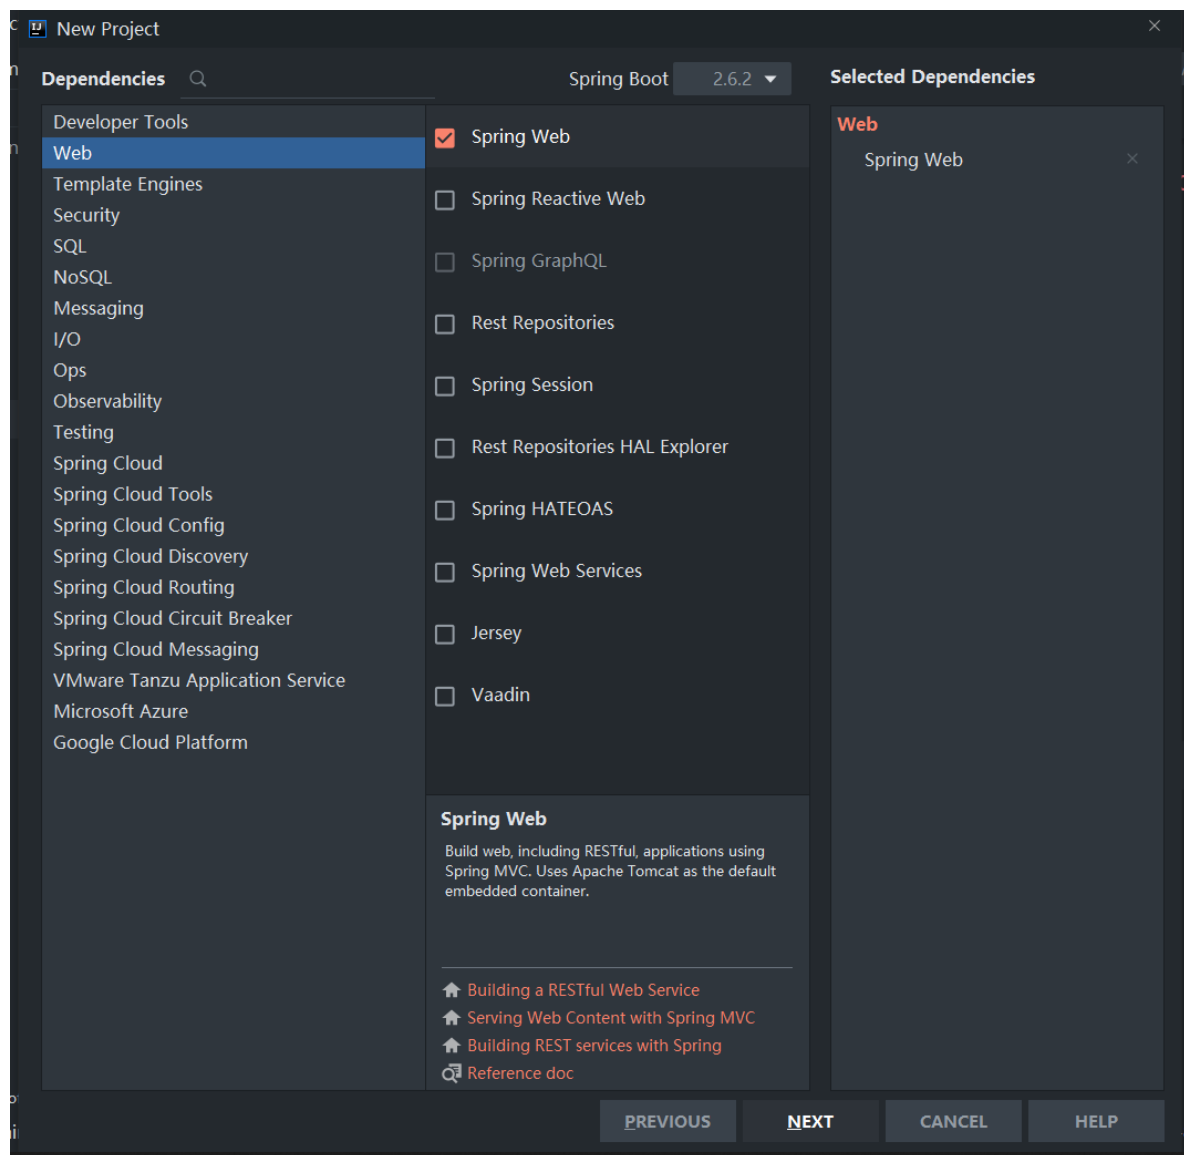 New Project
Dependencies
Spring Boot 2.6.2
Selected Dependencies
Developer Tools
Web
Template Engines
Security
SQL
NoSQL
Messaging
I/O
Ops
Observability
Testing
Spring Cloud
Spring Cloud Tools
Spring Cloud Config
Spring Cloud Discovery
Spring Cloud Routing
Spring Cloud Circuit Breaker
Spring Cloud Messaging
VMware Tanzu Application Service
Microsoft Azure
Google Cloud Platform
Spring Web
Spring Reactive Web
Spring GraphQL
Rest Repositories
Spring Session
Rest Repositories HAL Explorer
Spring HATEOAS
Spring Web Services
Jersey
Vaadin
Spring Web
Build web, including RESTful, applications using
Spring MVC. Uses Apache Tomcat as the default
embedded container.
Building a RESTful Web Service
Serving Web Content with Spring MVC
Building REST services with Spring
Reference doc
Web
Spring Web
PREVIOUS
NEXT
CANCEL
HELP